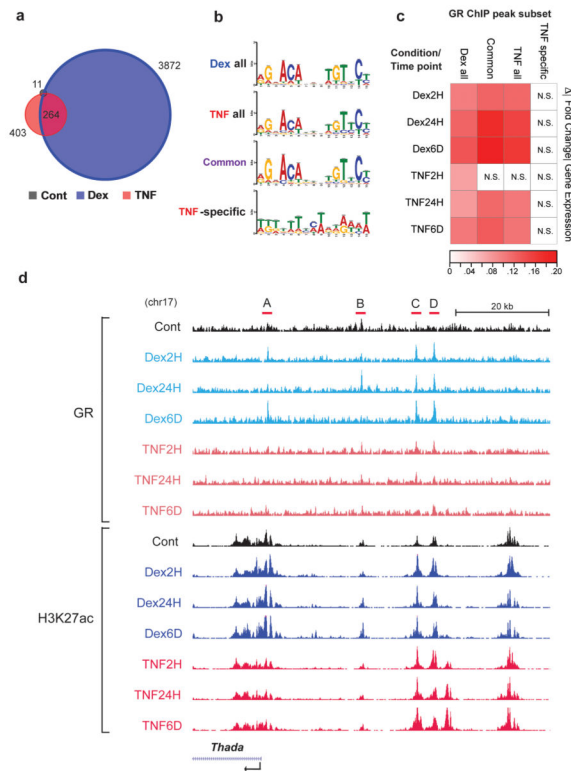 a
3872
11
264
403
Cont Dex TNF
b
Dex all
TNF all
Common
TNF-specific
c
GR ChIP peak subset
Condition/
Time point
Dex all
Common
TNF all
TNF specific
Dex2H N.S.
Dex24H N.S.
Dex6D N.S.
TNF2H N.S. N.S. N.S.
TNF24H N.S.
TNF6D N.S.
Δ| Fold Change| Gene Expression
0 .04 .08 .12 .16 .20
d
(chr17) A B C D 20 kb
GR
Cont
Dex2H
Dex24H
Dex6D
TNF2H
TNF24H
TNF6D
H3K27ac
Cont
Dex2H
Dex24H
Dex6D
TNF2H
TNF24H
TNF6D
Thada